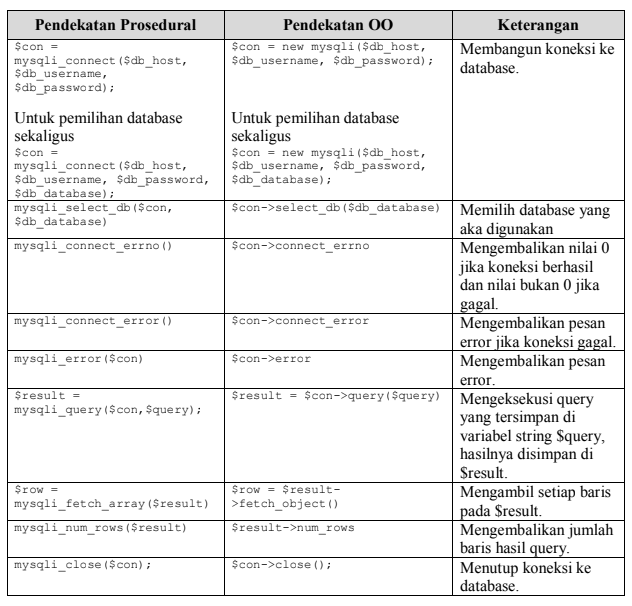 Pendekatan Prosedural
Pendekatan OO
Keterangan
$con =
mysqli_connect($db_host,
$db_username,
$db_password);
Untuk pemilihan database
sekaligus
$con =
mysqli_connect($db_host,
$db_username, $db_password,
$db_database);
$con = new mysqli($db_host,
$db_username, $db_password);
Untuk pemilihan database
sekaligus
$con = new mysqli($db_host,
$db_username, $db_password,
$db_database);
Membangun koneksi ke
database.
mysqli_select_db($con,
$db_database)
$con->select_db($db_database)
Memilih database yang
aka digunakan
mysqli_connect_errno()
$con->connect_errno
Mengembalikan nilai 0
jika koneksi berhasil
dan nilai bukan 0 jika
gagal.
mysqli_connect_error()
$con->connect_error
Mengembalikan pesan
error jika koneksi gagal.
mysqli_error($con)
$con->error
Mengembalikan pesan
error.
$result =
mysqli_query($con,$query);
$result = $con->query($query)
Mengeksekusi query
yang tersimpan di
variabel string $query,
hasilnya disimpan di
$result.
$row =
mysqli_fetch_array($result)
$row = $result-
>fetch_object()
Mengambil setiap baris
pada $result.
mysqli_num_rows($result)
$result->num_rows
Mengembalikan jumlah
baris hasil query.
mysqli_close($con);
$con->close();
Menutup koneksi ke
database.